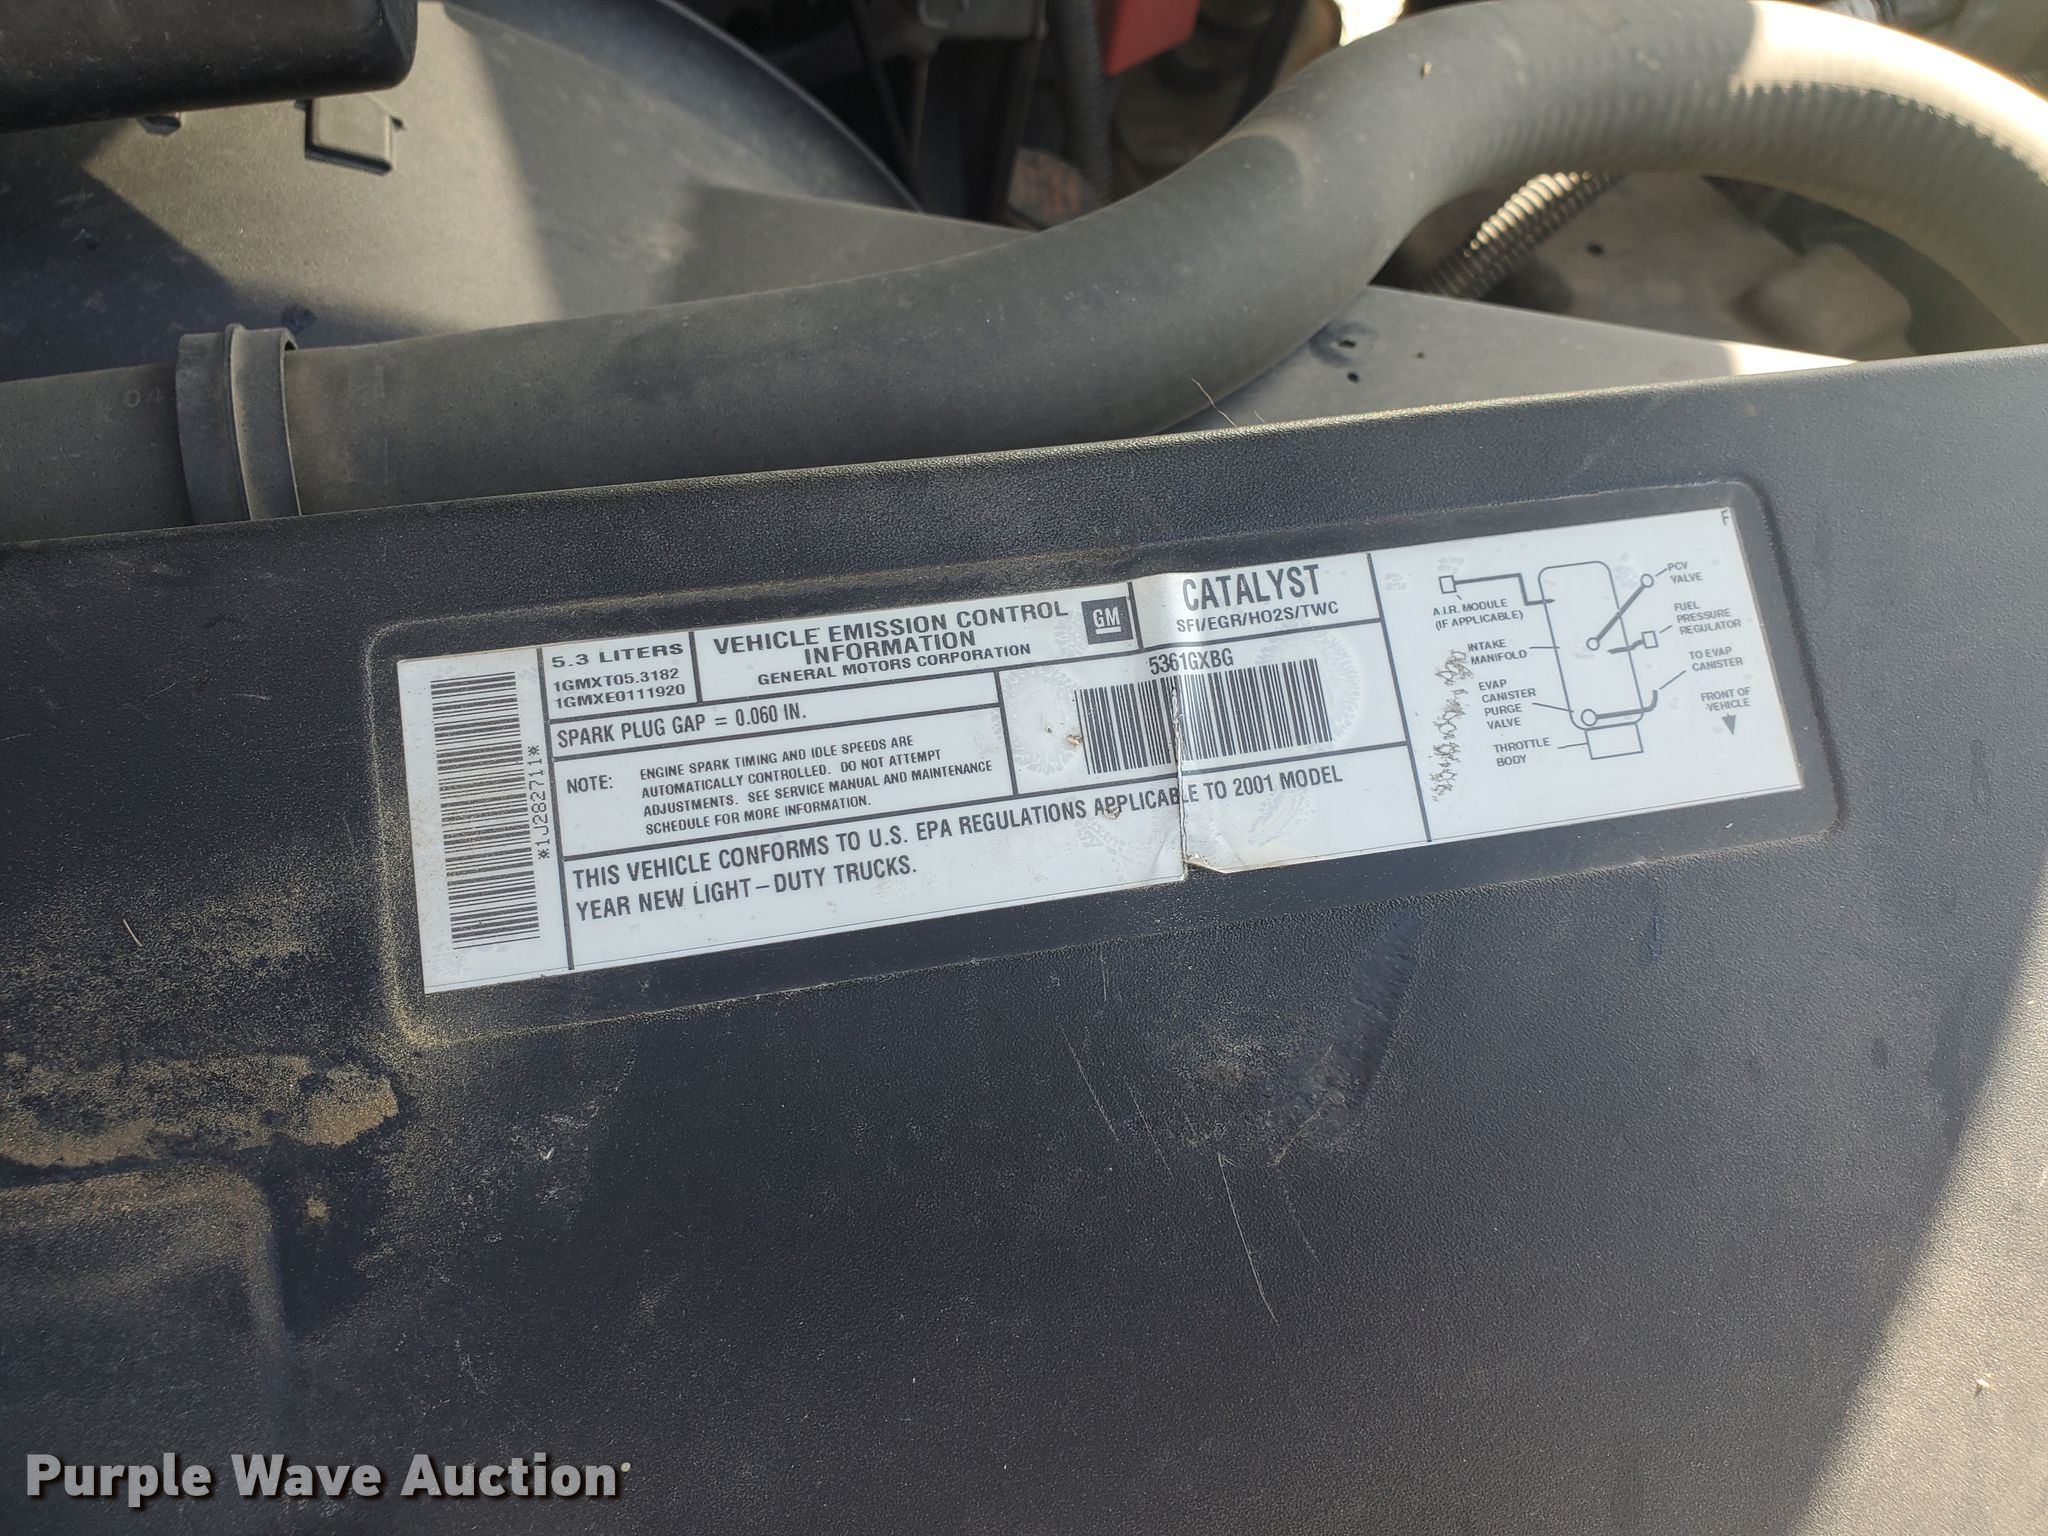 04
*1J2827711*
5.3 LITERS
1GMXT05.3182
1GMXE0111920
VEHICLE EMISSION CONTROL
INFORMATION
GENERAL MOTORS CORPORATION
GM
CATALYST
SFI/EGR/HO2S/TWC
SPARK PLUG GAP = 0.060 IN.
NOTE: ENGINE SPARK TIMING AND IDLE SPEEDS ARE
AUTOMATICALLY CONTROLLED. DO NOT ATTEMPT
ADJUSTMENTS. SEE SERVICE MANUAL AND MAINTENANCE
SCHEDULE FOR MORE INFORMATION.
5361GXBG
THIS VEHICLE CONFORMS TO U.S. EPA REGULATIONS APPLICABLE TO 2001 MODEL
YEAR NEW LIGHT-DUTY TRUCKS.
F
A.I.R. MODULE
(IF APPLICABLE)
INTAKE
MANIFOLD
EVAP
CANISTER
PURGE
VALVE
THROTTLE
BODY
PCV
VALVE
FUEL
PRESSURE
REGULATOR
TO EVAP
CANISTER
FRONT OF
VEHICLE
Purple Wave Auction